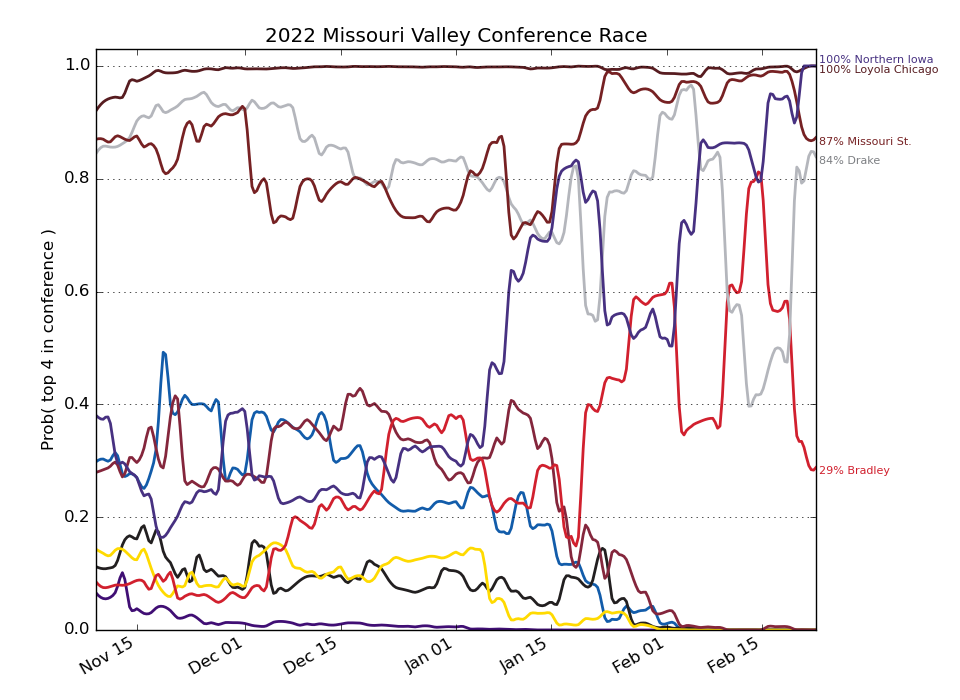 2022 Missouri Valley Conference Race
Prob( top 4 in conference )
1.0
0.8
0.6
0.4
0.2
0.0
Nov 15
Dec 01
Dec 15
Jan 01
Jan 15
Feb 01
Feb 15
100% Northern Iowa
100% Loyola Chicago
87% Missouri St.
84% Drake
29% Bradley